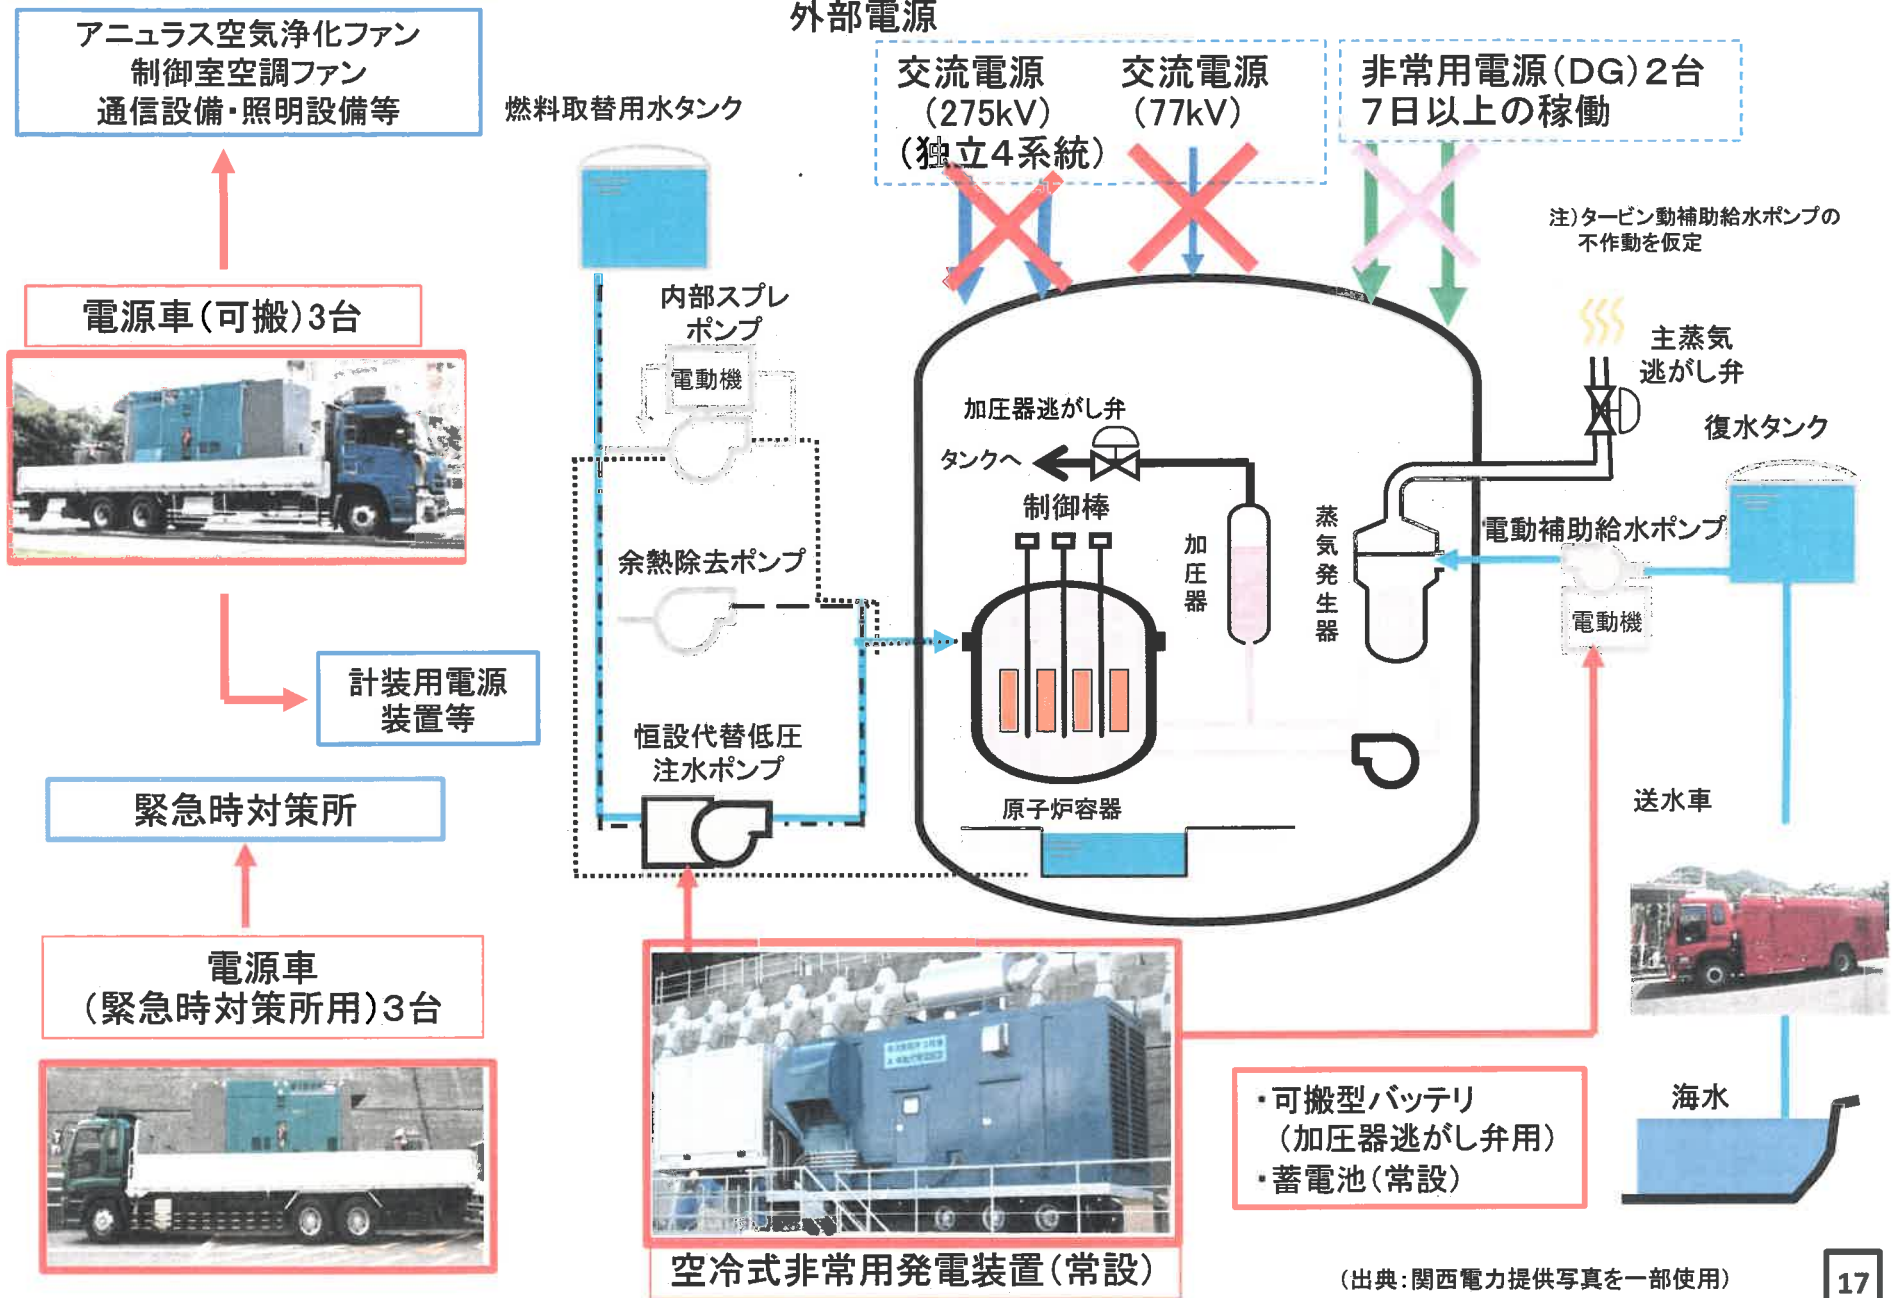 外部電源
アニュラス空気浄化ファン
制御室空調ファン
通信設備・照明設備等
燃料取替用水タンク
交流電源
(275kV)
(独立4系統)
交流電源
(77kV)
非常用電源(DG)2台
7日以上の稼働
注)タービン動補助給水ポンプの
不作動を仮定
電源車(可搬)3台
内部スプレ
ポンプ
電動機
主蒸気
逃がし弁
加圧器逃がし弁
タンクへ
復水タンク
制御棒
加圧器
蒸気発生器
電動補助給水ポンプ
電動機
余熱除去ポンプ
計装用電源
装置等
恒設代替低圧
注水ポンプ
原子炉容器
送水車
緊急時対策所
電源車
(緊急時対策所用)3台
・可搬型バッテリ
(加圧器逃がし弁用)
・蓄電池(常設)
海水
空冷式非常用発電装置(常設)
(出典:関西電力提供写真を一部使用)
17